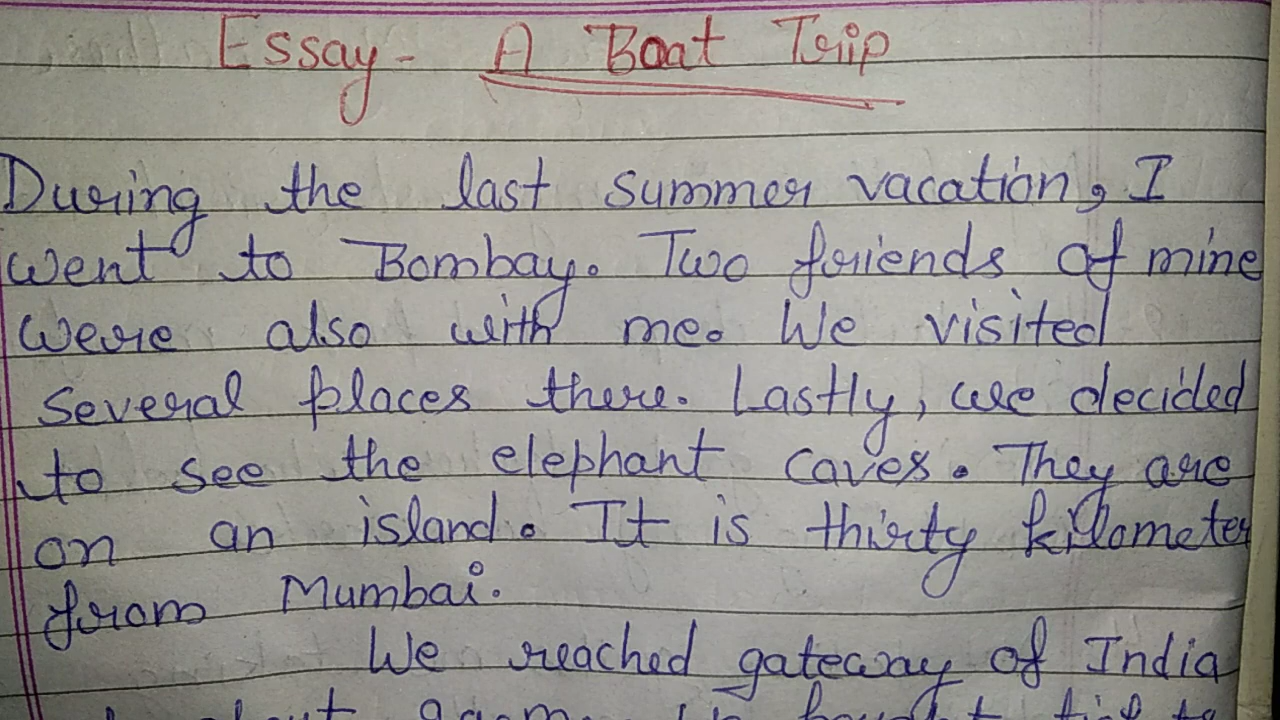 Essay - A Boat Trip
During the last summer vacation, I
went to Bombay. Two friends of mine
were also with me. We visited
several places there. Lastly, we decided
to see the elephant caves. They are
on an island. It is thirty kilometer
from Mumbai.
We reached gateway of India